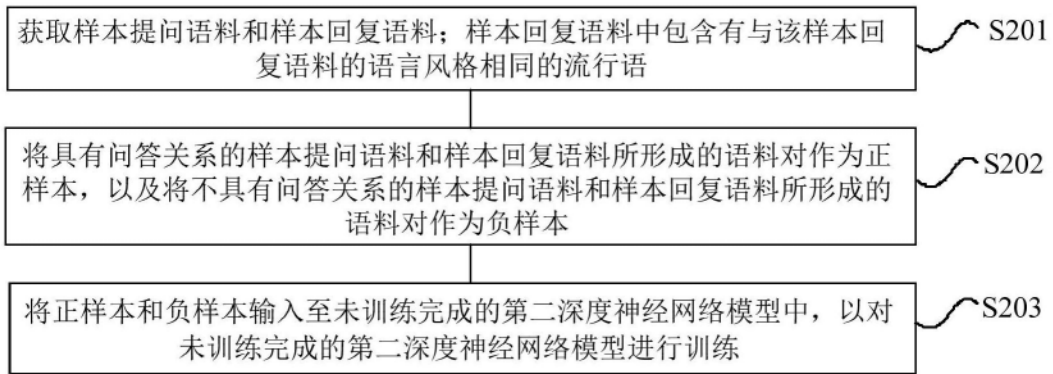 获取样本提问语料和样本回复语料；样本回复语料中包含有与该样本回
复语料的语言风格相同的流行语
S201
将具有问答关系的样本提问语料和样本回复语料所形成的语料对作为正
样本，以及将不具有问答关系的样本提问语料和样本回复语料所形成的
语料对作为负样本
S202
将正样本和负样本输入至未训练完成的第二深度神经网络模型中，以对
未训练完成的第二深度神经网络模型进行训练
S203